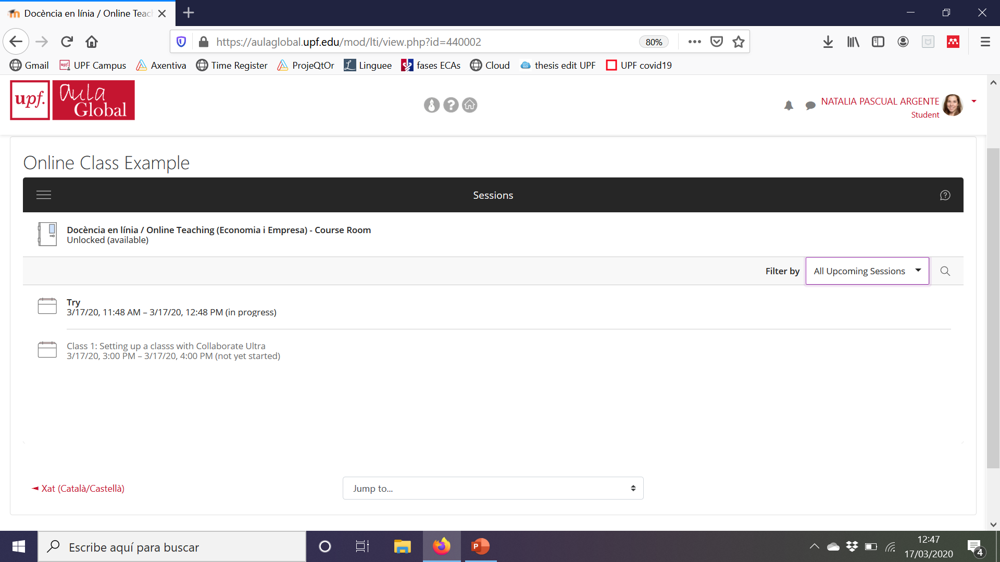 Docència en línia / Online Teac
https://aulaglobal.upf.edu/mod/lti/view.php?id=440002
80%
Gmail
UPF Campus
Axentiva
Time Register
ProjeQtOr
Linguee
fases ECAs
Cloud
thesis edit UPF
UPF covid19
upf.
aula
Global
NATALIA PASCUAL ARGENTE
Student
Online Class Example
Sessions
Docència en línia / Online Teaching (Economia i Empresa) - Course Room
Unlocked (available)
Filter by
All Upcoming Sessions
Try
3/17/20, 11:48 AM – 3/17/20, 12:48 PM (in progress)
Class 1: Setting up a classs with Collaborate Ultra
3/17/20, 3:00 PM – 3/17/20, 4:00 PM (not yet started)
◄ Xat (Català/Castellà)
Jump to...
Escribe aquí para buscar
12:47
17/03/2020
4